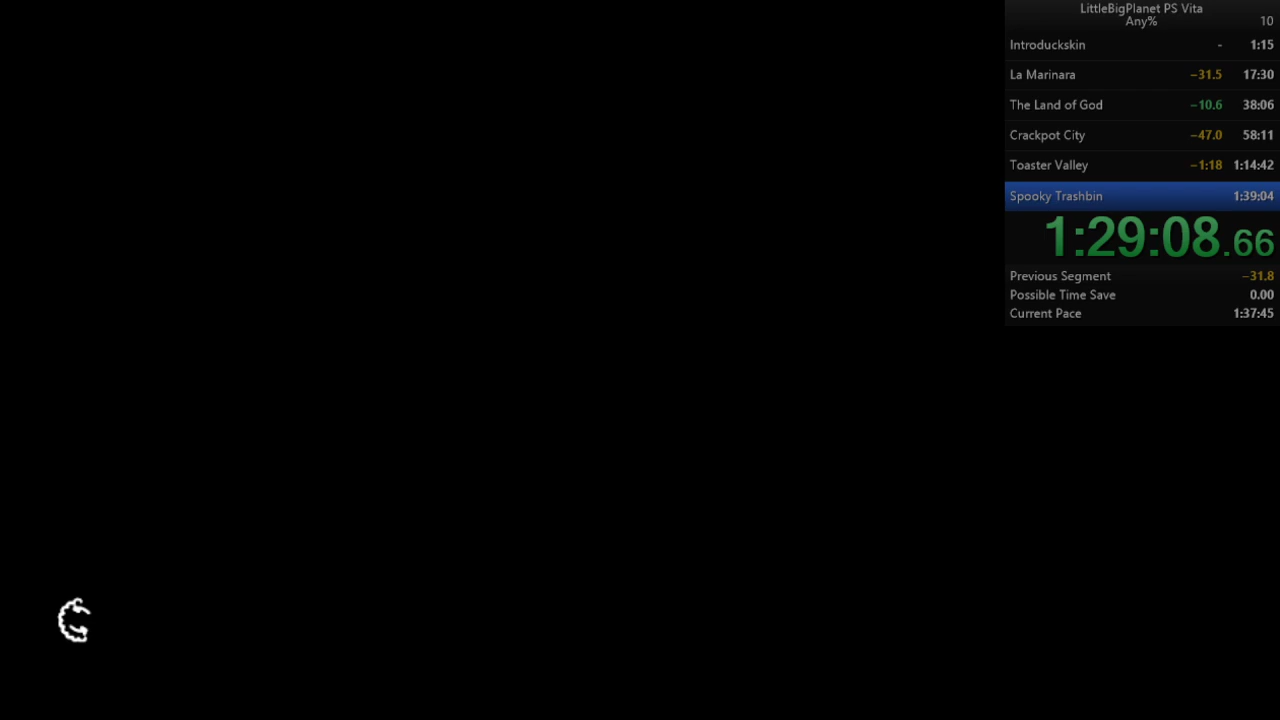 LittleBigPlanet PS Vita
Any% 10
Introduckskin - 1:15
La Marinara −31.5 17:30
The Land of God −10.6 38:06
Crackpot City −47.0 58:11
Toaster Valley −1:18 1:14:42
Spooky Trashbin 1:39:04
1:29:08.66
Previous Segment −31.8
Possible Time Save 0.00
Current Pace 1:37:45